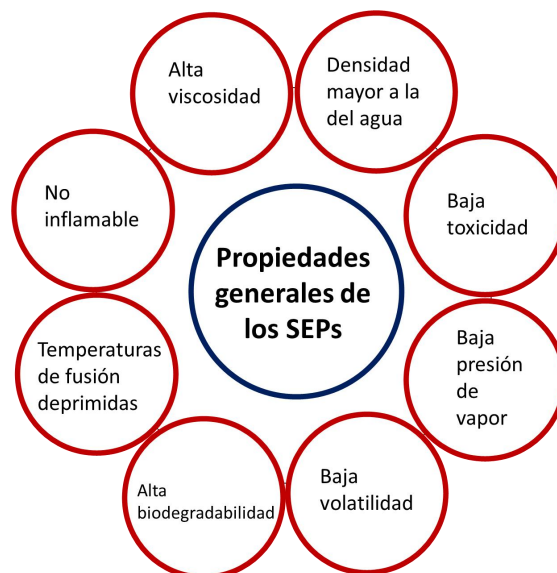 Alta
viscosidad
Densidad
mayor a la
del agua
No
inflamable
Baja
toxicidad
Propiedades
generales de
los SEPs
Temperaturas
de fusión
deprimidas
Baja
presión
de
vapor
Alta
biodegradabilidad
Baja
volatilidad